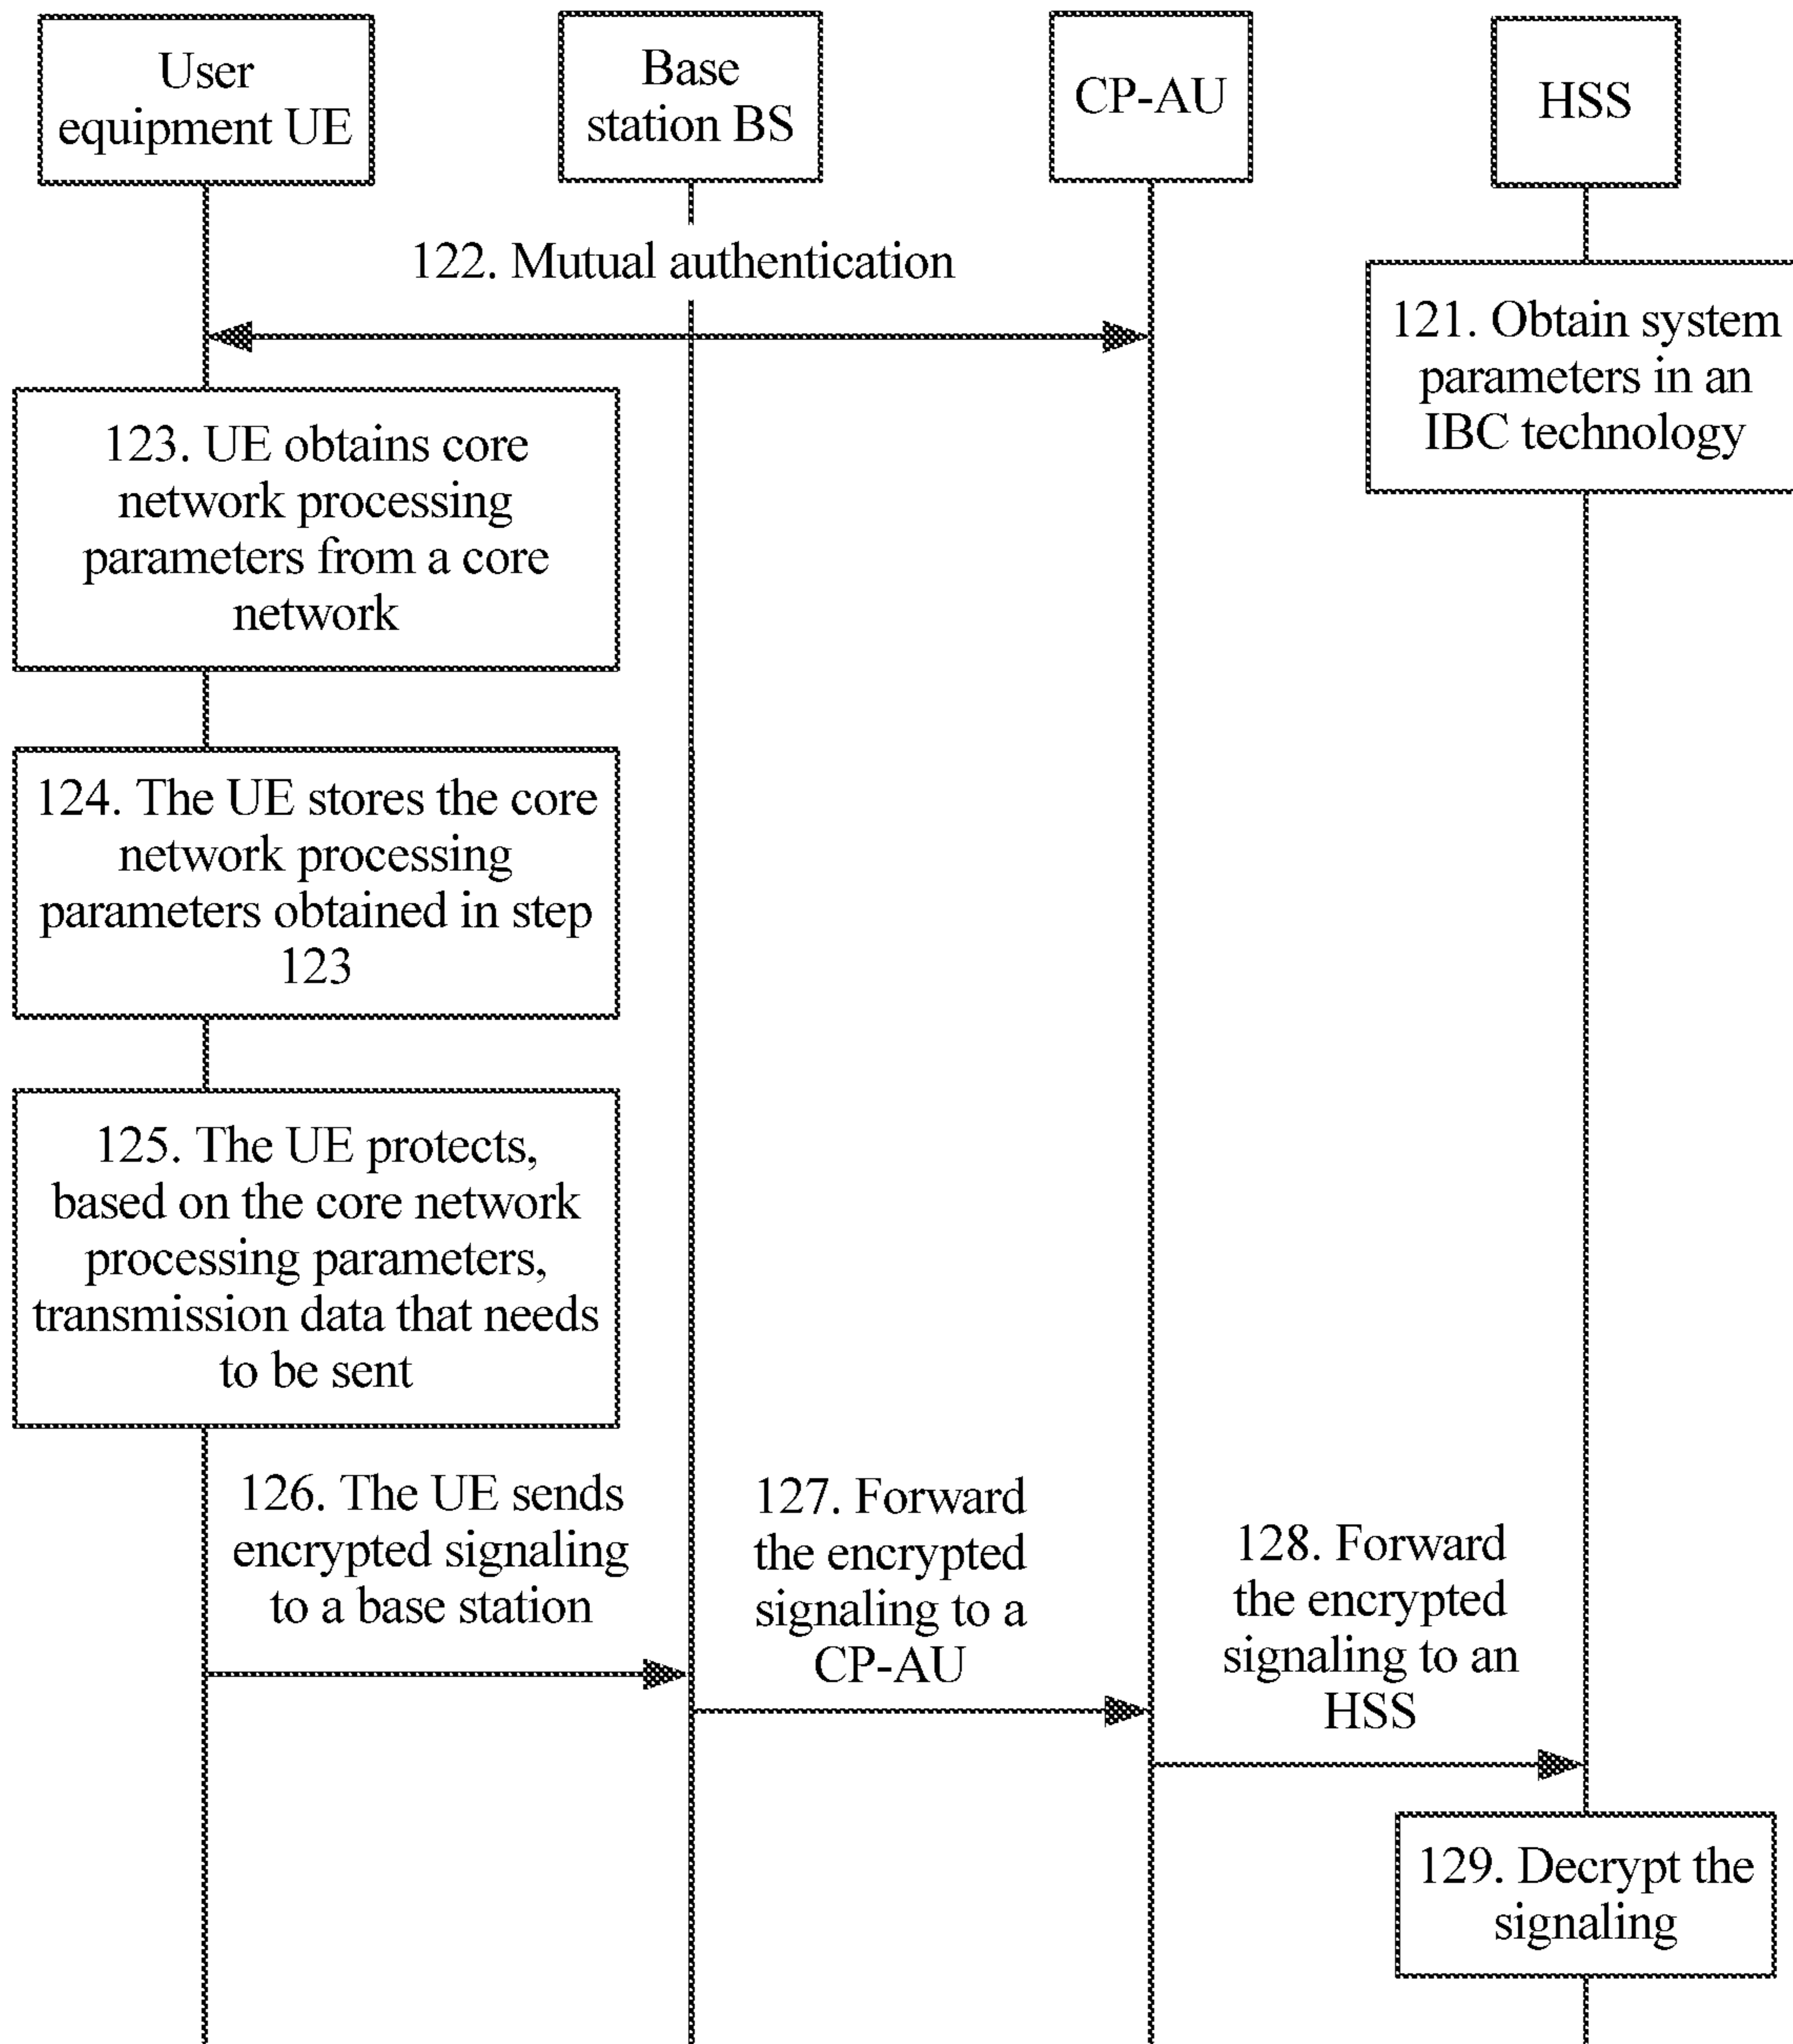 User
equipment UE
Base
station BS
CP-AU
HSS
122. Mutual authentication
121. Obtain system
parameters in an
IBC technology
123. UE obtains core
network processing
parameters from a core
network
124. The UE stores the core
network processing
parameters obtained in step
123
125. The UE protects,
based on the core network
processing parameters,
transmission data that needs
to be sent
126. The UE sends
encrypted signaling
to a base station
127. Forward
the encrypted
signaling to a
CP-AU
128. Forward
the encrypted
signaling to an
HSS
129. Decrypt the
signaling